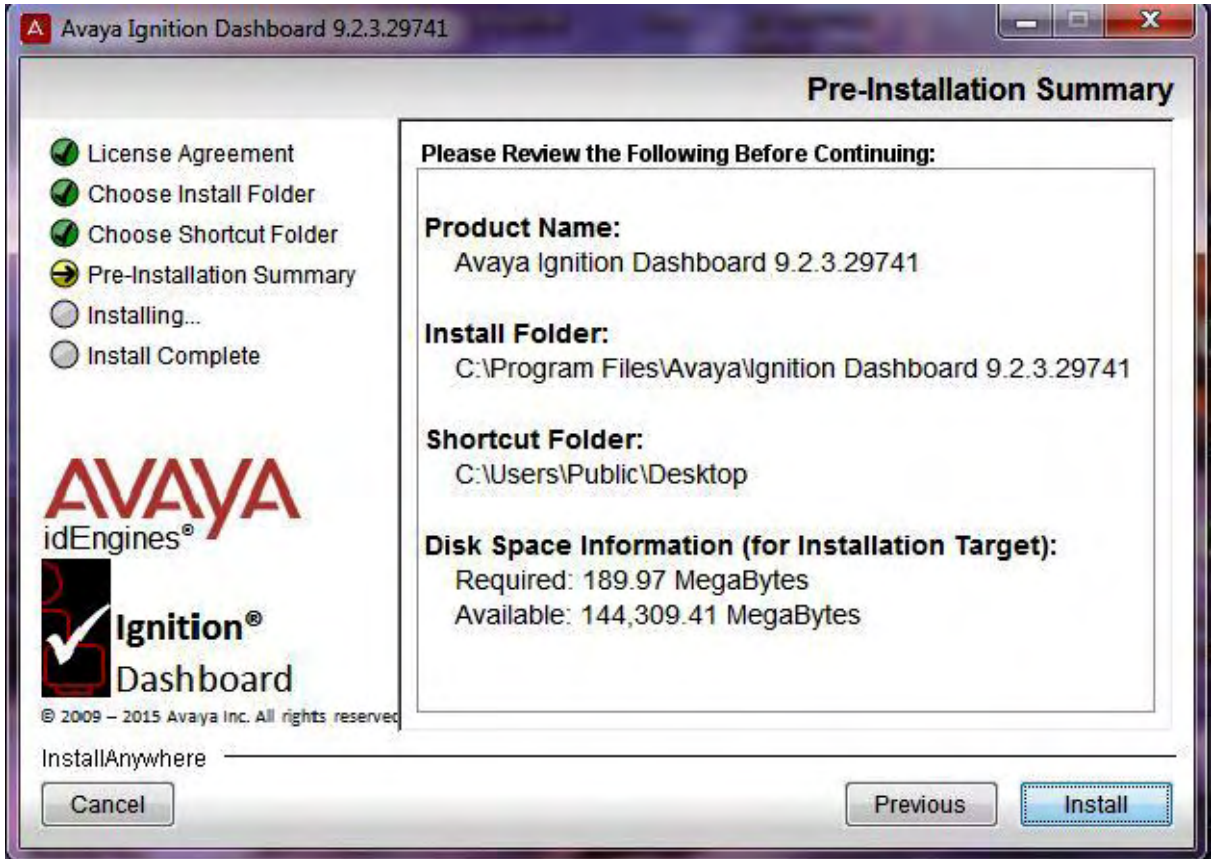 Avaya Ignition Dashboard 9.2.3.29741
Pre-Installation Summary
License Agreement
Choose Install Folder
Choose Shortcut Folder
Pre-Installation Summary
Installing...
Install Complete
AVAYA
idEngines®
Ignition®
Dashboard
© 2009 – 2015 Avaya Inc. All rights reserved
Please Review the Following Before Continuing:
Product Name:
Avaya Ignition Dashboard 9.2.3.29741
Install Folder:
C:\Program Files\Avaya\Ignition Dashboard 9.2.3.29741
Shortcut Folder:
C:\Users\Public\Desktop
Disk Space Information (for Installation Target):
Required: 189.97 MegaBytes
Available: 144,309.41 MegaBytes
InstallAnywhere
Cancel
Previous
Install